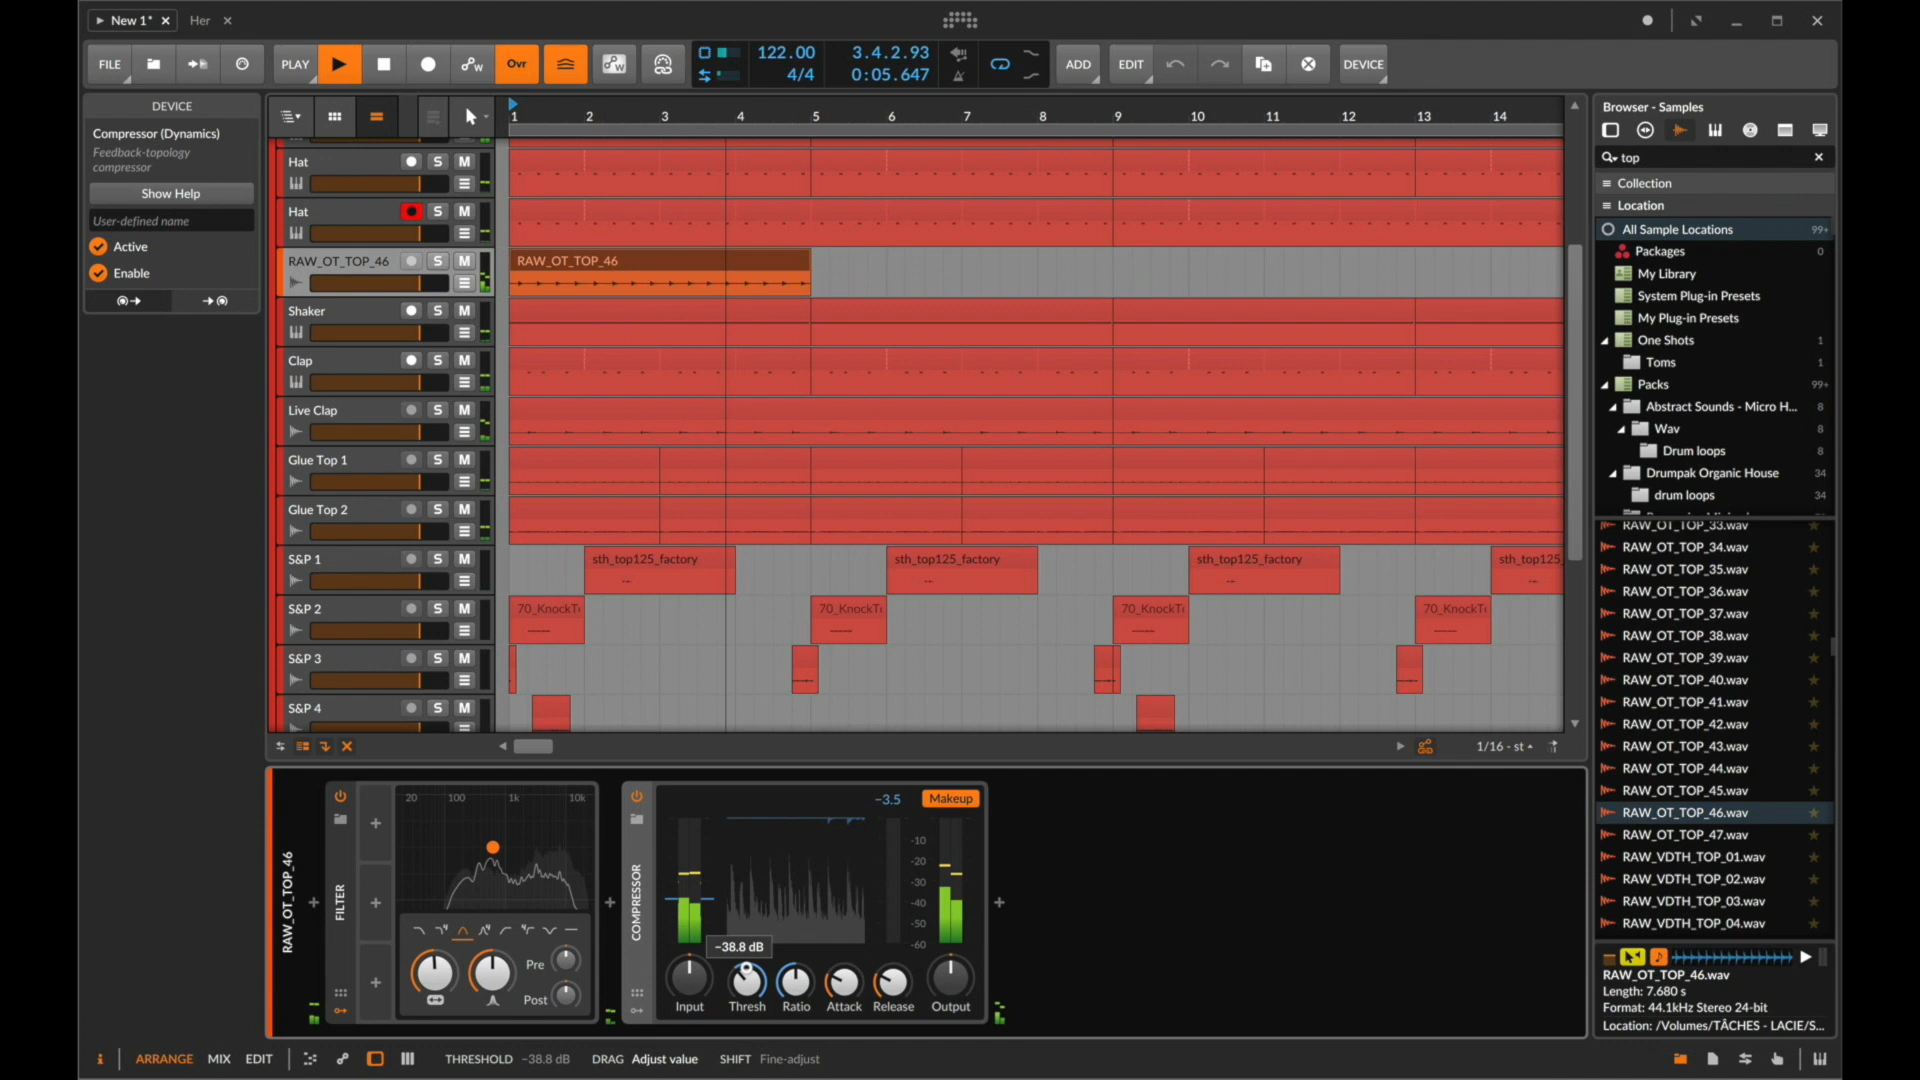 New 1*
Her
FILE
PLAY
Ovr
122.00
4/4
3.4.2.93
0:05.647
ADD
EDIT
DEVICE
DEVICE
Compressor (Dynamics)
Feedback-topology
compressor
Show Help
User-defined name
Active
Enable
1 2 3 4 5 6 7 8 9 10 11 12 13 14
Hat S M
Hat S M
RAW_OT_TOP_46 S M
RAW_OT_TOP_46
Shaker S M
Clap S M
Live Clap S M
Glue Top 1 S M
Glue Top 2 S M
S&P 1 S M
sth_top125_factory sth_top125_factory sth_top125_factory sth_top125_
S&P 2 S M
70_KnockT 70_KnockT 70_KnockT 70_KnockT
S&P 3 S M
S&P 4 S M
1/16 - st
RAW_OT_TOP_46
FILTER
20 100 1k 10k
Pre
Post
COMPRESSOR
-3.5
Makeup
-10
-20
-30
-40
-50
-60
-38.8 dB
Input Thresh Ratio Attack Release Output
Browser - Samples
top
Collection
Location
All Sample Locations 99+
Packages 0
My Library
System Plug-in Presets
My Plug-in Presets
One Shots 1
Toms 1
Packs 99+
Abstract Sounds - Micro H... 8
Wav 8
Drum loops 8
Drumpak Organic House 34
drum loops 34
RAW_OT_TOP_33.wav
RAW_OT_TOP_34.wav
RAW_OT_TOP_35.wav
RAW_OT_TOP_36.wav
RAW_OT_TOP_37.wav
RAW_OT_TOP_38.wav
RAW_OT_TOP_39.wav
RAW_OT_TOP_40.wav
RAW_OT_TOP_41.wav
RAW_OT_TOP_42.wav
RAW_OT_TOP_43.wav
RAW_OT_TOP_44.wav
RAW_OT_TOP_45.wav
RAW_OT_TOP_46.wav
RAW_OT_TOP_47.wav
RAW_VDTH_TOP_01.wav
RAW_VDTH_TOP_02.wav
RAW_VDTH_TOP_03.wav
RAW_VDTH_TOP_04.wav
RAW_OT_TOP_46.wav
Length: 7.680 s
Format: 44.1kHz Stereo 24-bit
Location: /Volumes/TÂCHES - LACIE/S...
i ARRANGE MIX EDIT THRESHOLD -38.8 dB DRAG Adjust value SHIFT Fine-adjust